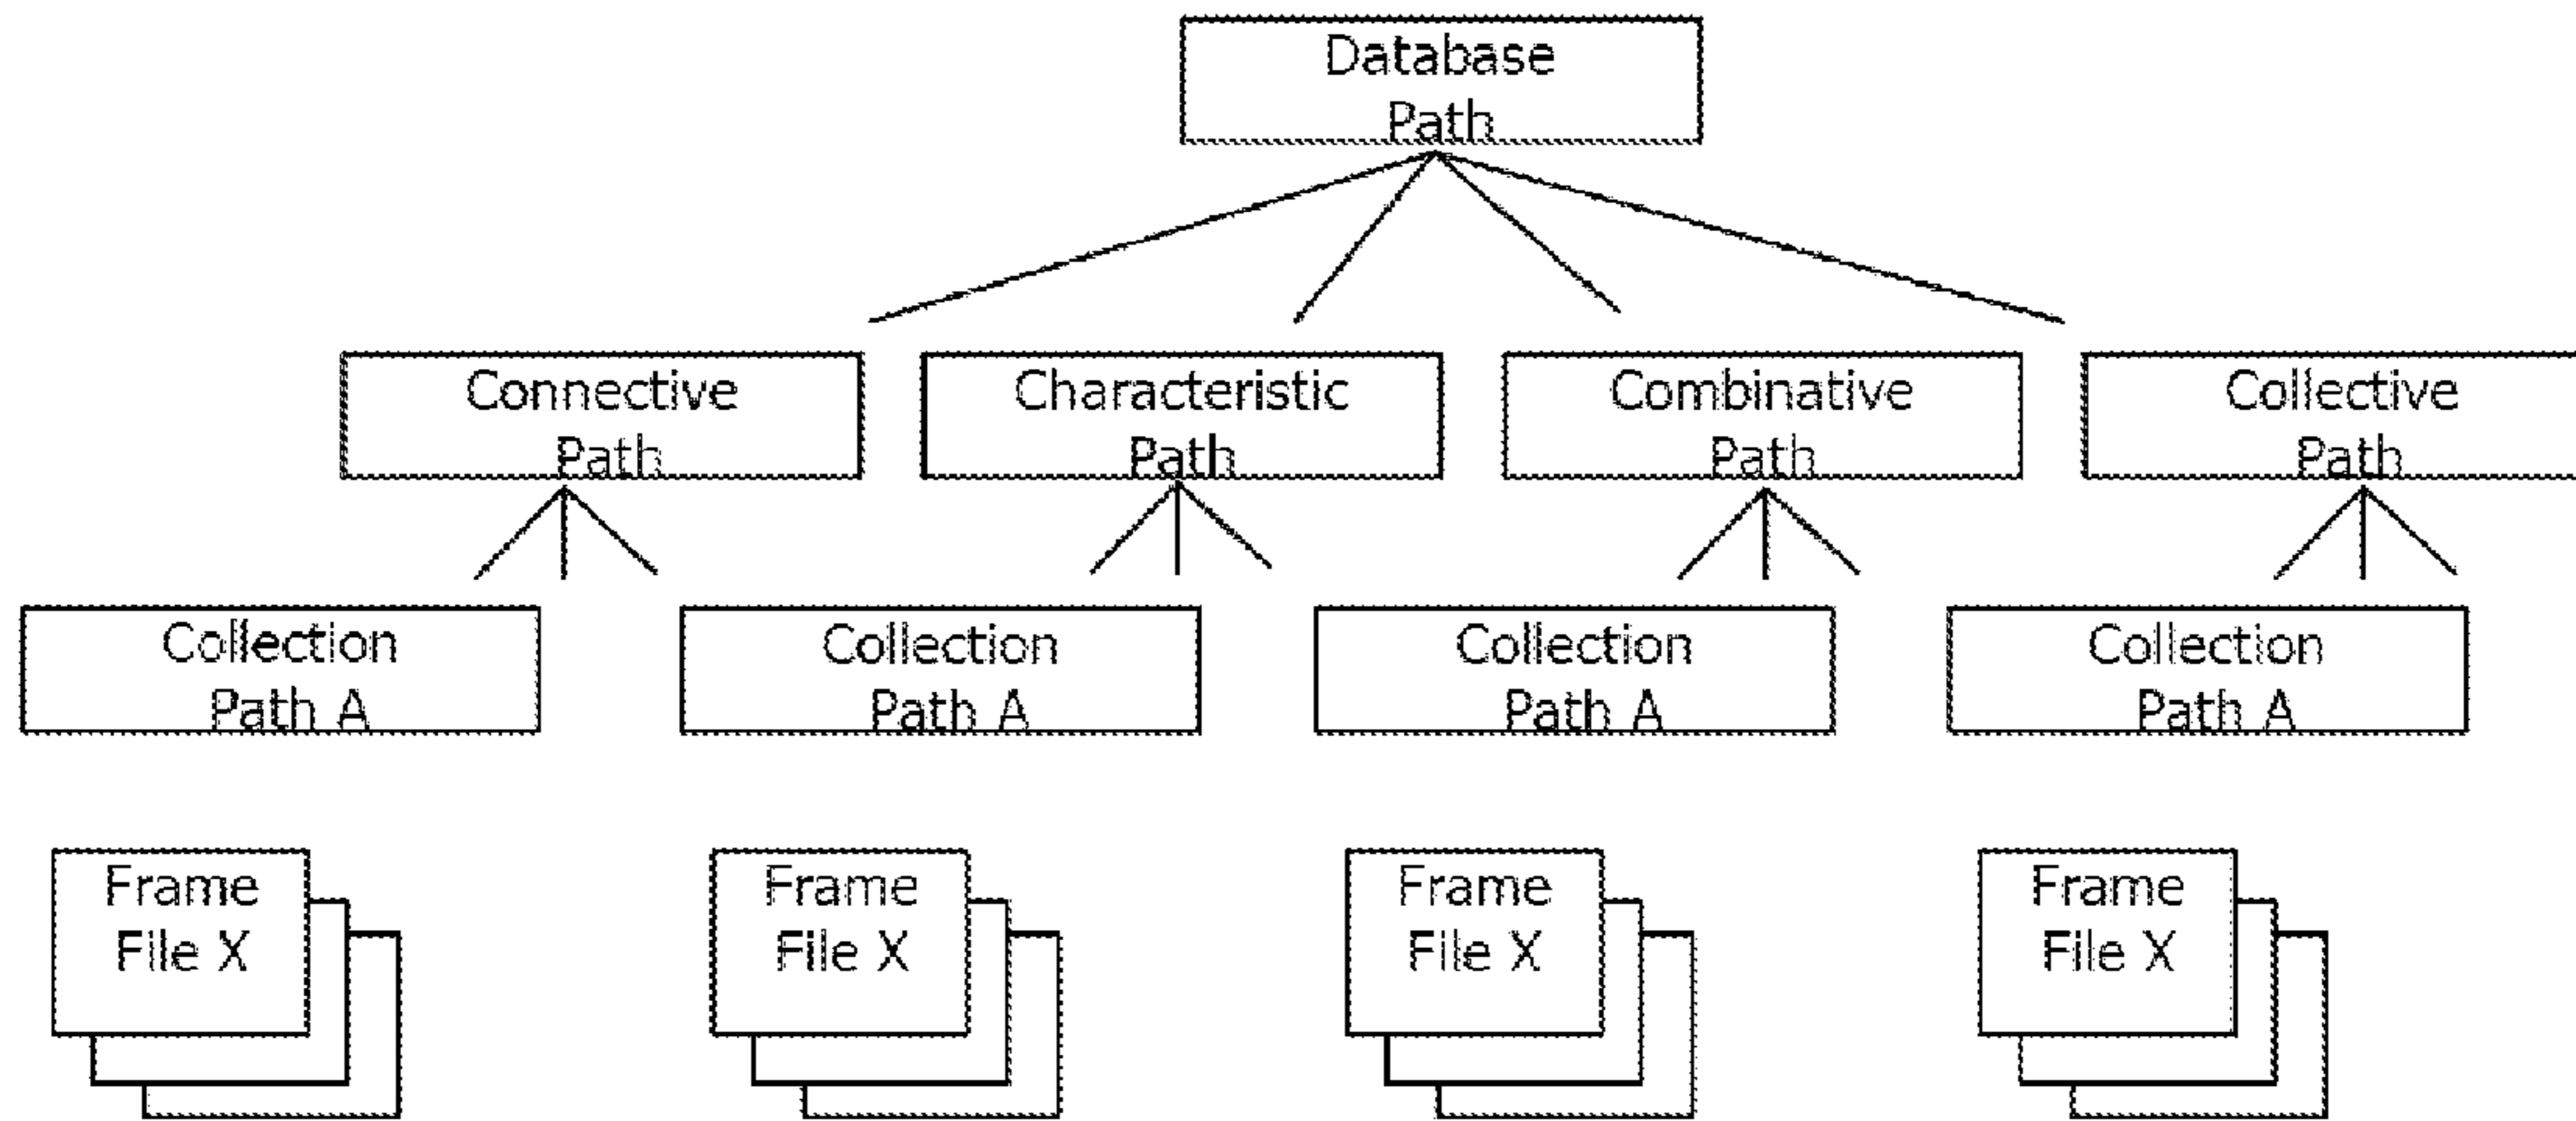 Database
Path
Connective
Path
Characteristic
Path
Combinative
Path
Collective
Path
Collection
Path A
Collection
Path A
Collection
Path A
Collection
Path A
Frame
File X
Frame
File X
Frame
File X
Frame
File X